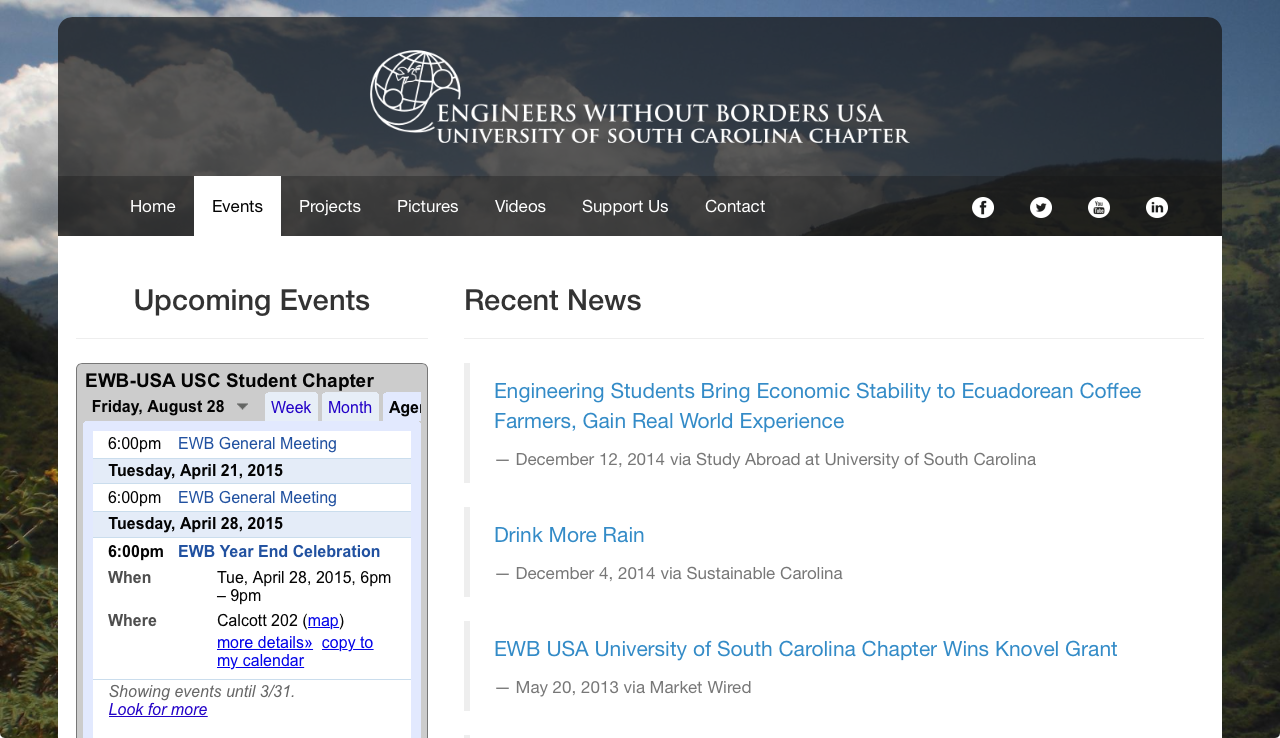 ENGINEERS WITHOUT BORDERS USA
UNIVERSITY OF SOUTH CAROLINA CHAPTER
Home Events Projects Pictures Videos Support Us Contact
You Tube
Upcoming Events
EWB-USA USC Student Chapter
Friday, August 28 Week Month Agen
6:00pm EWB General Meeting
Tuesday, April 21, 2015
6:00pm EWB General Meeting
Tuesday, April 28, 2015
6:00pm EWB Year End Celebration
When Tue, April 28, 2015, 6pm
– 9pm
Where Calcott 202 (map)
more details» copy to
my calendar
Showing events until 3/31.
Look for more
Recent News
Engineering Students Bring Economic Stability to Ecuadorean Coffee
Farmers, Gain Real World Experience
— December 12, 2014 via Study Abroad at University of South Carolina
Drink More Rain
— December 4, 2014 via Sustainable Carolina
EWB USA University of South Carolina Chapter Wins Knovel Grant
— May 20, 2013 via Market Wired